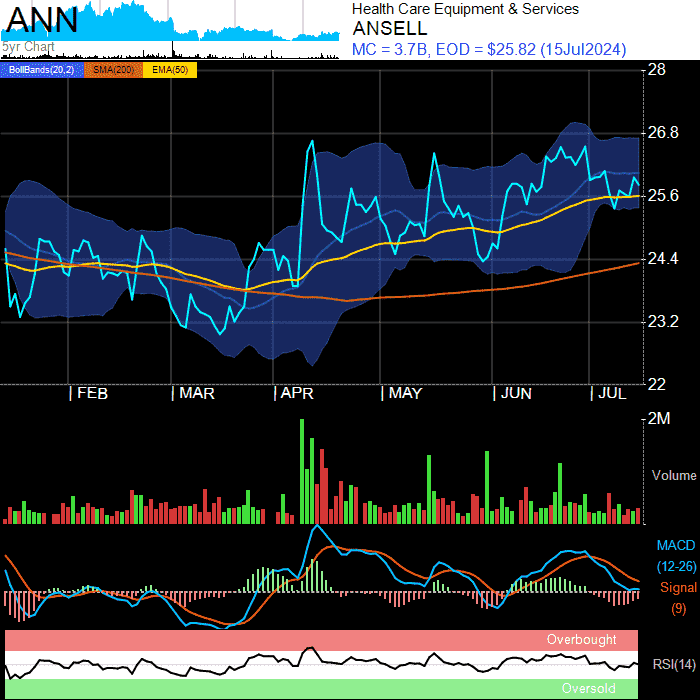 ANN
5yr Chart
Health Care Equipment & Services
ANSELL
MC = 3.7B, EOD = $25.82 (15Jul2024)
BollBands(20,2) SMA(200) EMA(50)
28
26.8
25.6
24.4
23.2
22
FEB MAR APR MAY JUN JUL
2M
Volume
MACD
(12-26)
Signal
(9)
Overbought
RSI(14)
Oversold